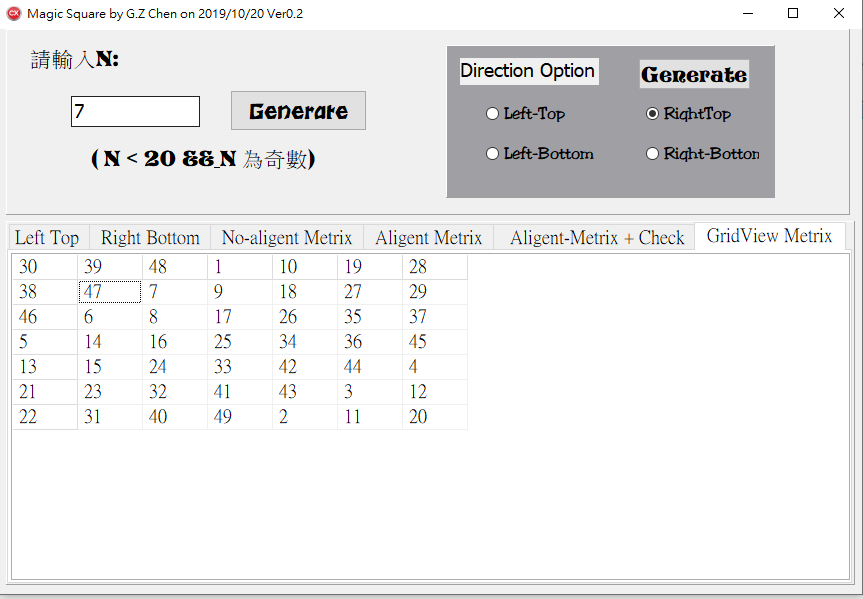 Magic Square by G.Z Chen on 2019/10/20 Ver0.2
請輸入N:
7
Generate
( N < 20 && N 為奇數)
Direction Option
Generate
Left-Top
RightTop
Left-Bottom
Right-Botton
Left Top
Right Bottom
No-aligent Metrix
Aligent Metrix
Aligent-Metrix + Check
GridView Metrix
30 39 48 1 10 19 28
38 47 7 9 18 27 29
46 6 8 17 26 35 37
5 14 16 25 34 36 45
13 15 24 33 42 44 4
21 23 32 41 43 3 12
22 31 40 49 2 11 20